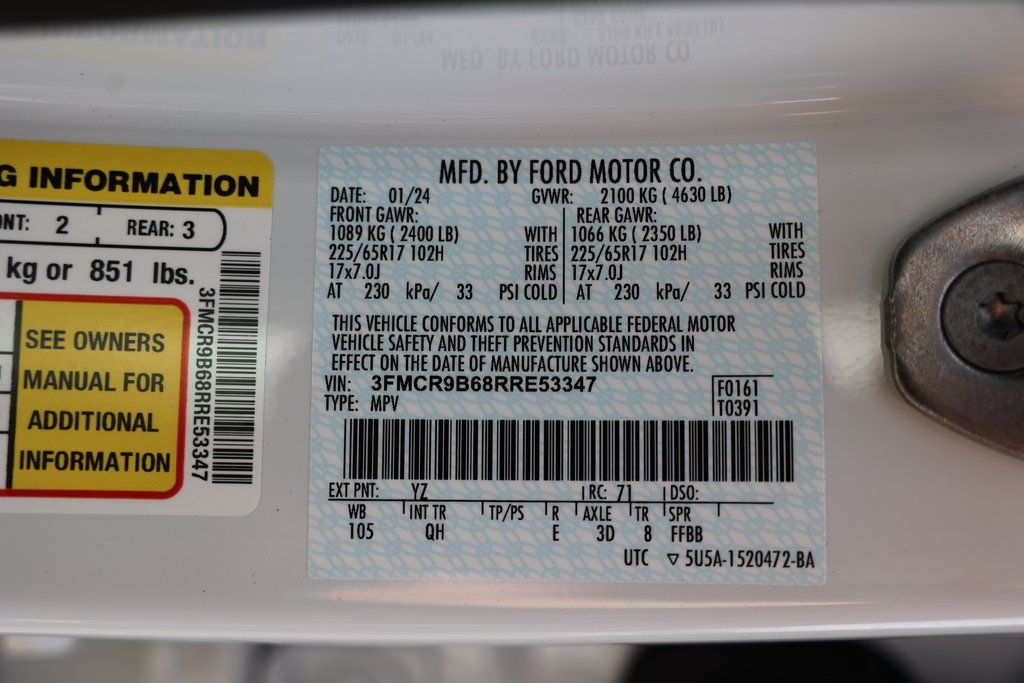 G INFORMATION
NT: 2 REAR: 3
kg or 851 lbs.
SEE OWNERS
MANUAL FOR
ADDITIONAL
INFORMATION
3FMCR9B68RRE53347
MFD. BY FORD MOTOR CO.
DATE: 01/24 GVWR: 2100 KG ( 4630 LB)
FRONT GAWR: REAR GAWR:
1089 KG ( 2400 LB) WITH 1066 KG ( 2350 LB) WITH
225/65R17 102H TIRES 225/65R17 102H TIRES
17x7.0J RIMS 17x7.0J RIMS
AT 230 kPa/ 33 PSI COLD AT 230 kPa/ 33 PSI COLD
THIS VEHICLE CONFORMS TO ALL APPLICABLE FEDERAL MOTOR
VEHICLE SAFETY AND THEFT PREVENTION STANDARDS IN
EFFECT ON THE DATE OF MANUFACTURE SHOWN ABOVE.
VIN: 3FMCR9B68RRE53347 F0161
TYPE: MPV T0391
EXT PNT: YZ RC: 71 DSO:
WB INT TR TP/PS R AXLE TR SPR
105 QH E 3D 8 FFBB
UTC ▽ 5U5A-1520472-BA